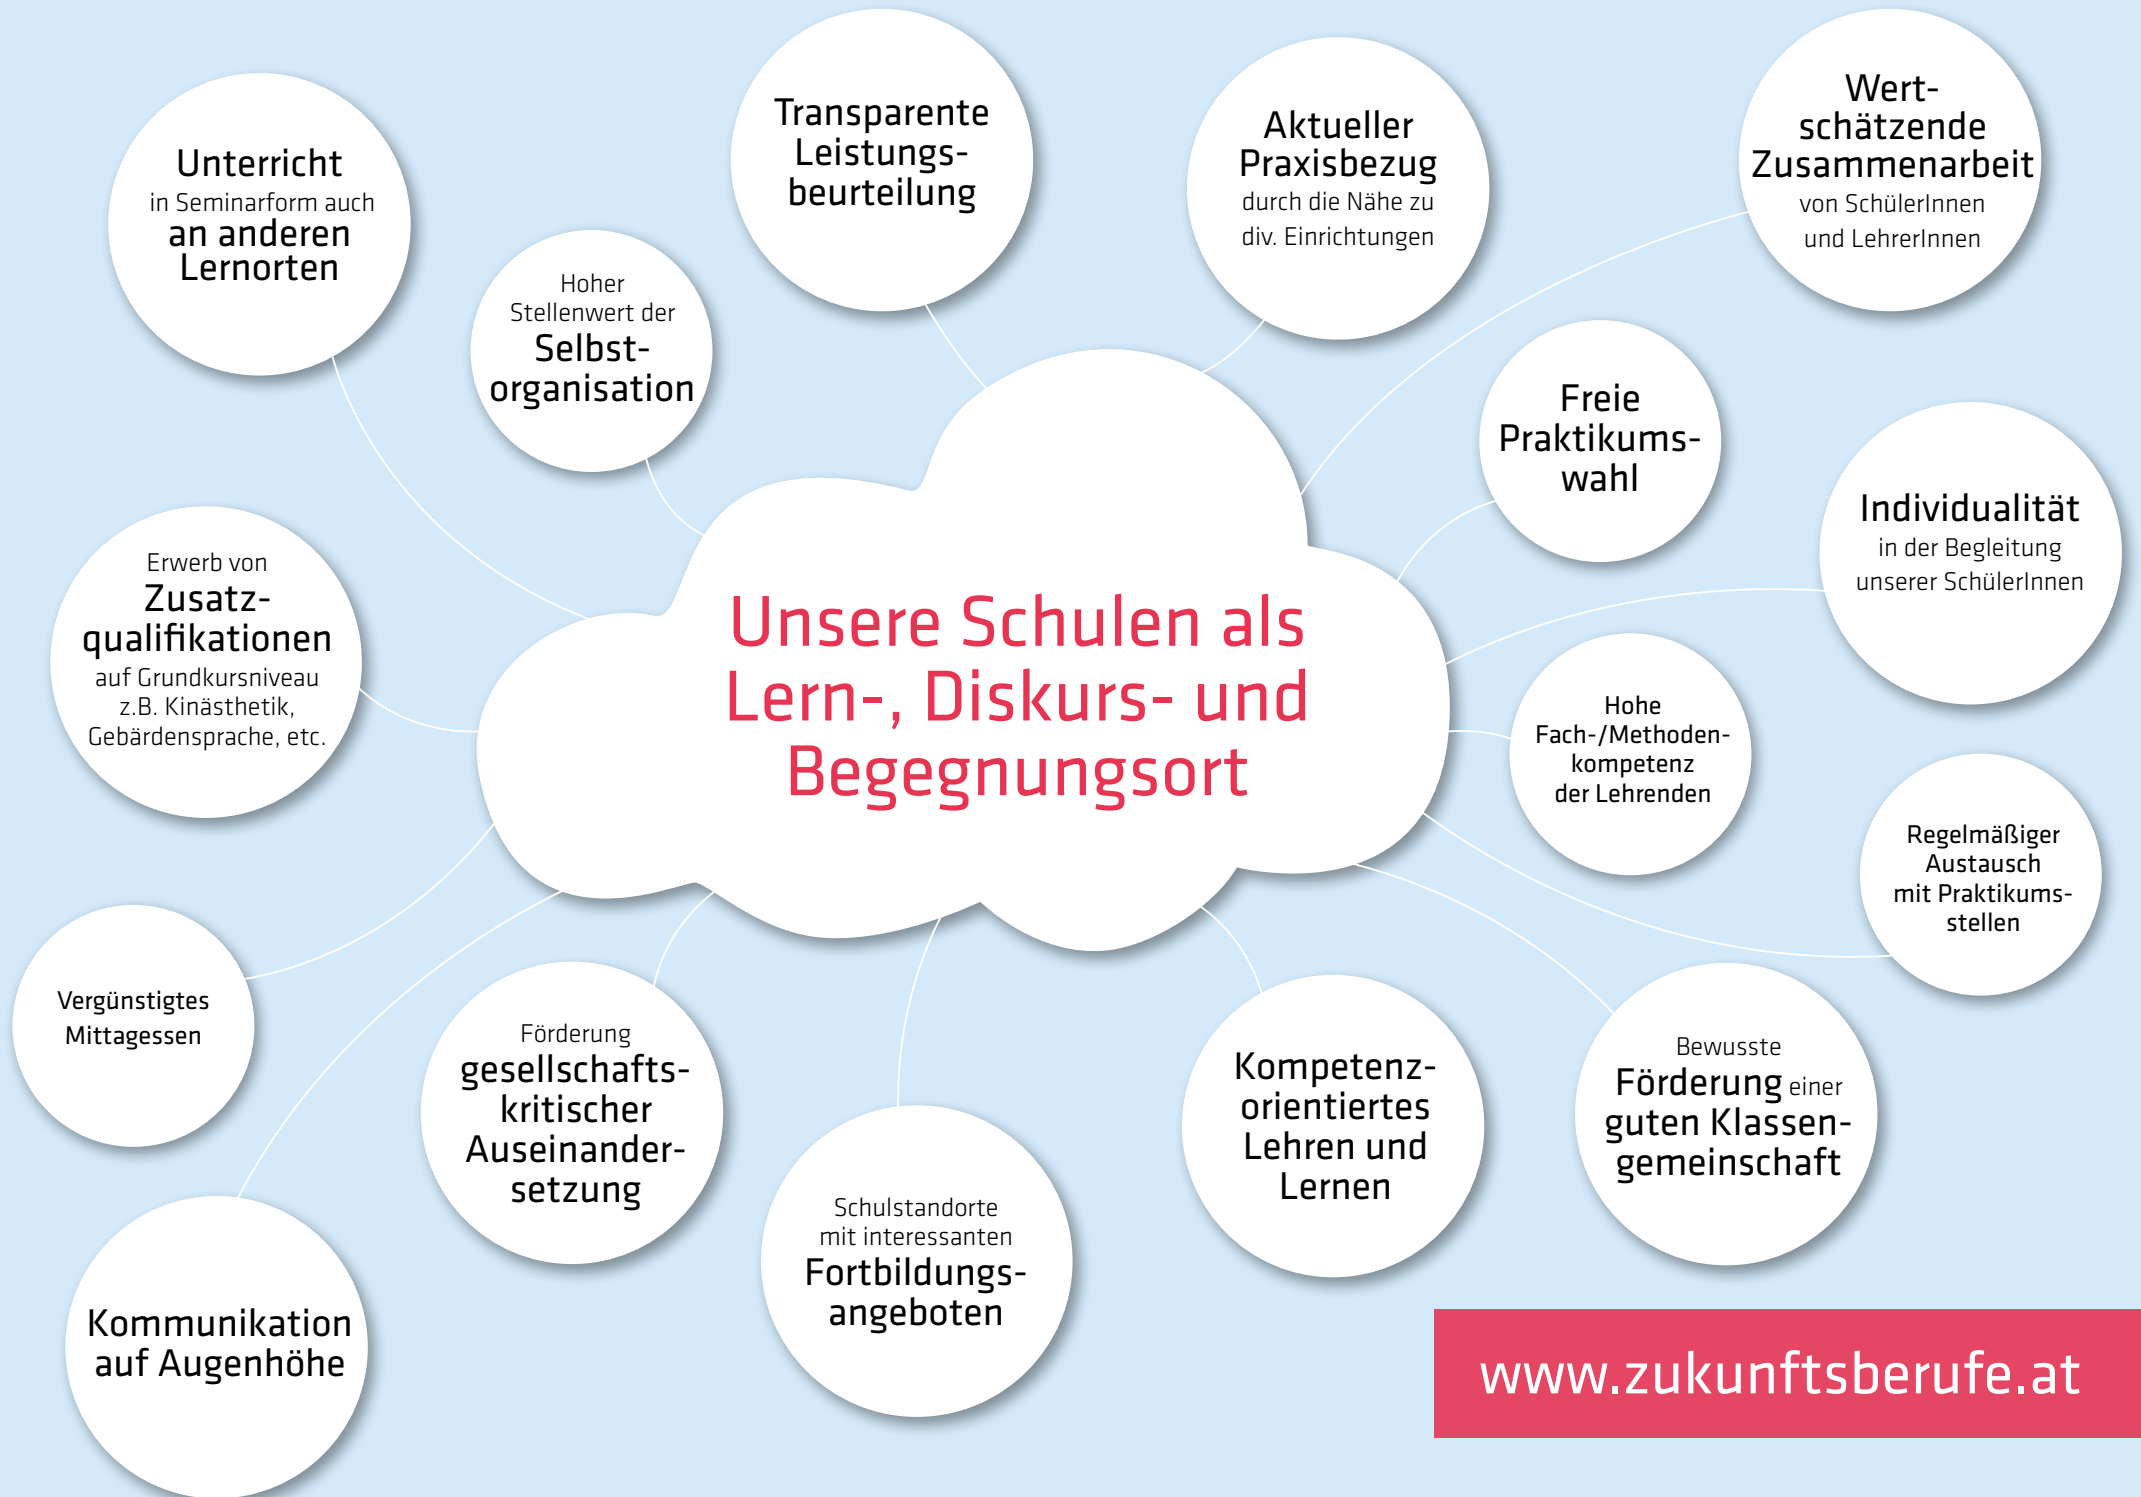 Unterricht
in Seminarform auch
an anderen
Lernorten
Hoher
Stellenwert der
Selbst-
organisation
Transparente
Leistungs-
beurteilung
Aktueller
Praxisbezug
durch die Nähe zu
div. Einrichtungen
Wert-
schätzende
Zusammenarbeit
von SchülerInnen
und LehrerInnen
Freie
Praktikums-
wahl
Individualität
in der Begleitung
unserer SchülerInnen
Erwerb von
Zusatz-
qualifikationen
auf Grundkursniveau
z.B. Kinästhetik,
Gebärdensprache, etc.
Unsere Schulen als
Lern-, Diskurs- und
Begegnungsort
Hohe
Fach-/Methoden-
kompetenz
der Lehrenden
Regelmäßiger
Austausch
mit Praktikums-
stellen
Vergünstigtes
Mittagessen
Förderung
gesellschafts-
kritischer
Auseinander-
setzung
Kompetenz-
orientiertes
Lehren und
Lernen
Bewusste
Förderung einer
guten Klassen-
gemeinschaft
Schulstandorte
mit interessanten
Fortbildungs-
angeboten
Kommunikation
auf Augenhöhe
www.zukunftsberufe.at